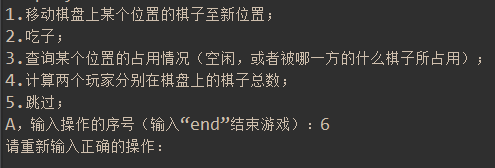 1.移动棋盘上某个位置的棋子至新位置；
2.吃子；
3.查询某个位置的占用情况（空闲，或者被哪一方的什么棋子所占用）；
4.计算两个玩家分别在棋盘上的棋子总数；
5.跳过；
A，输入操作的序号（输入“end”结束游戏）：6
请重新输入正确的操作：